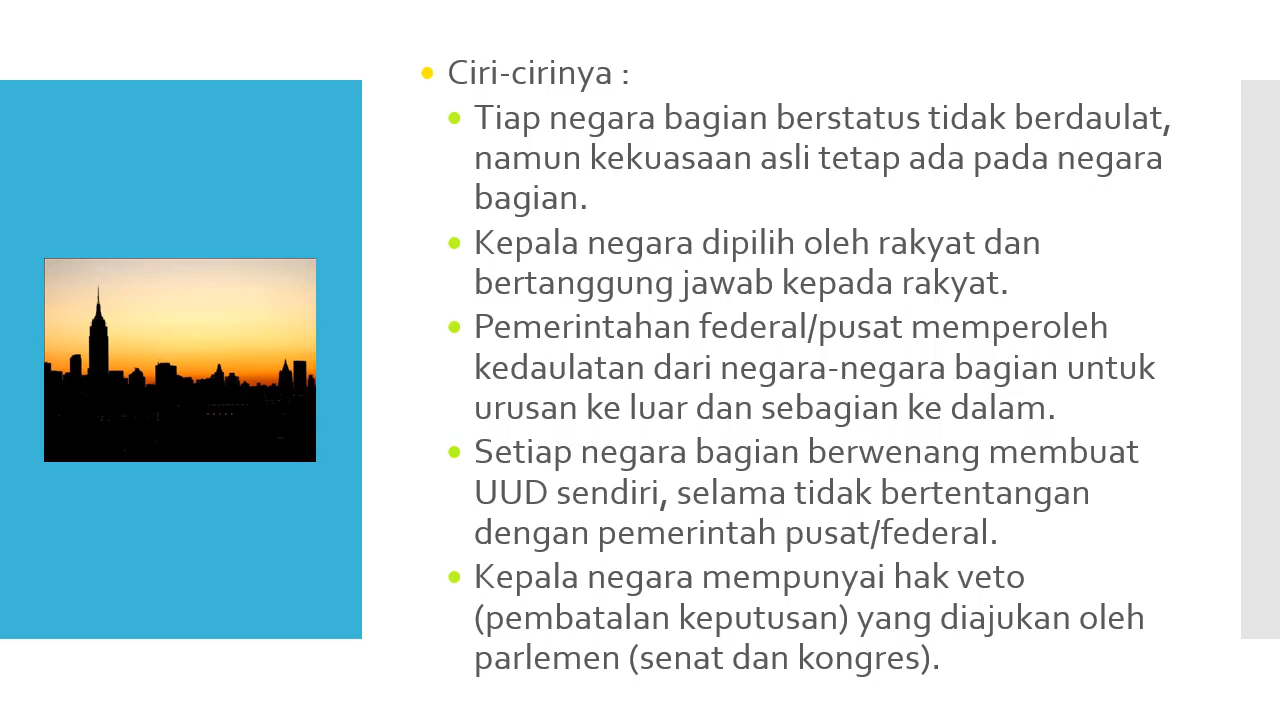 Ciri-cirinya :
Tiap negara bagian berstatus tidak berdaulat,
namun kekuasaan asli tetap ada pada negara
bagian.
Kepala negara dipilih oleh rakyat dan
bertanggung jawab kepada rakyat.
Pemerintahan federal/pusat memperoleh
kedaulatan dari negara-negara bagian untuk
urusan ke luar dan sebagian ke dalam.
Setiap negara bagian berwenang membuat
UUD sendiri, selama tidak bertentangan
dengan pemerintah pusat/federal.
Kepala negara mempunyai hak veto
(pembatalan keputusan) yang diajukan oleh
parlemen (senat dan kongres).